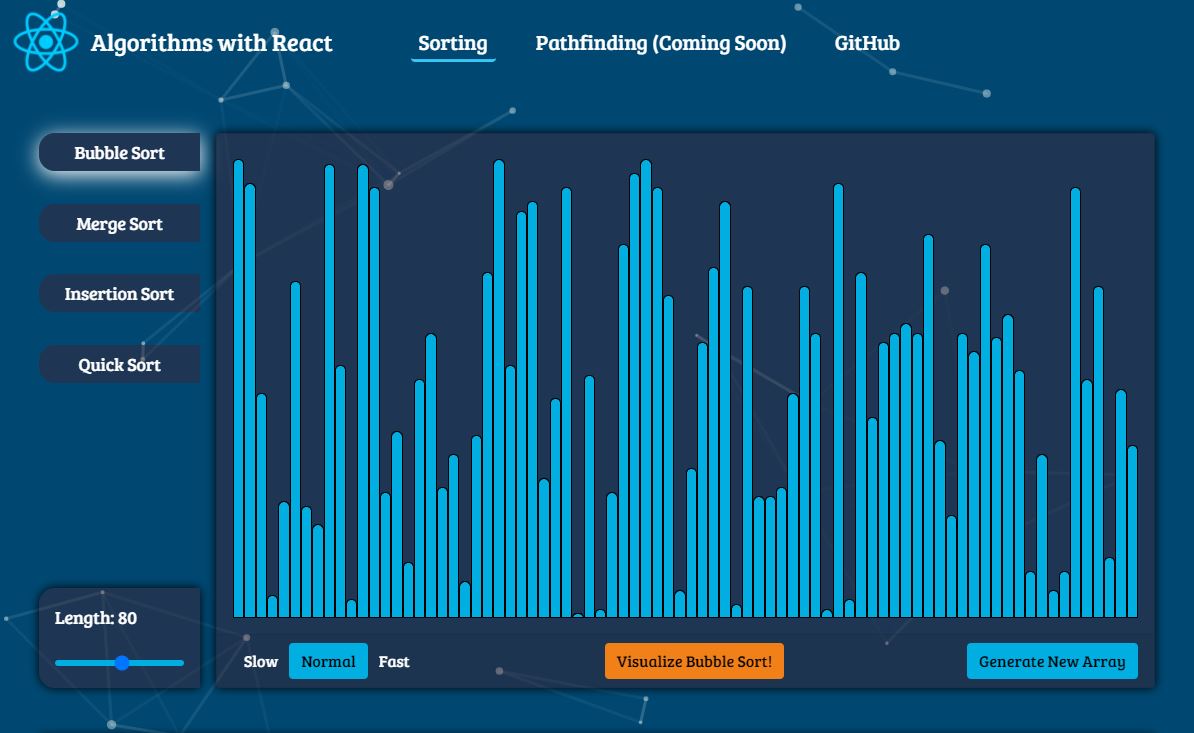 Algorithms with React
Sorting
Pathfinding (Coming Soon)
GitHub
Bubble Sort
Merge Sort
Insertion Sort
Quick Sort
Length: 80
Slow
Normal
Fast
Visualize Bubble Sort!
Generate New Array